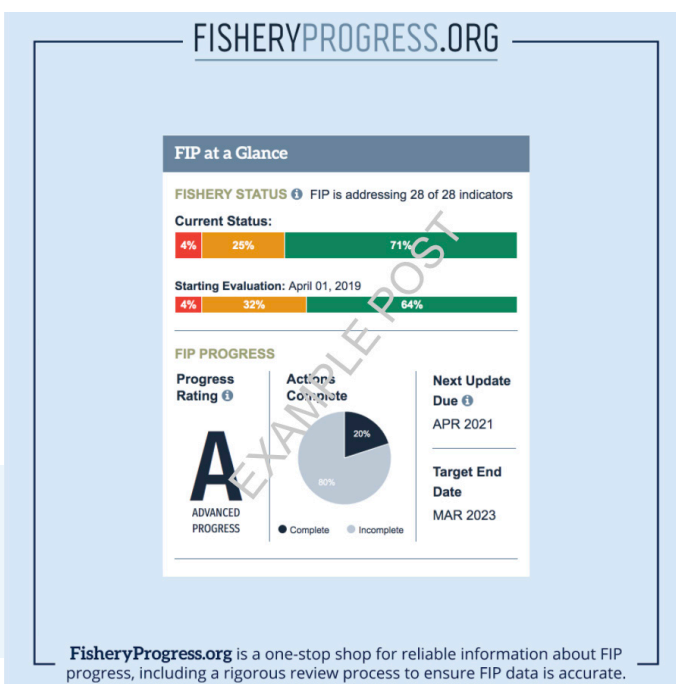 FISHERYPROGRESS.ORG
FIP at a Glance
FISHERY STATUS FIP is addressing 28 of 28 indicators
Current Status:
4% 25% 71%
Starting Evaluation: April 01, 2019
4% 32% 64%
FIP PROGRESS
Progress
Rating
A
ADVANCED
PROGRESS
Actions
Complete
20%
80%
Complete Incomplete
Next Update
Due
APR 2021
Target End
Date
MAR 2023
EXAMPLE POST
FisheryProgress.org is a one-stop shop for reliable information about FIP
progress, including a rigorous review process to ensure FIP data is accurate.